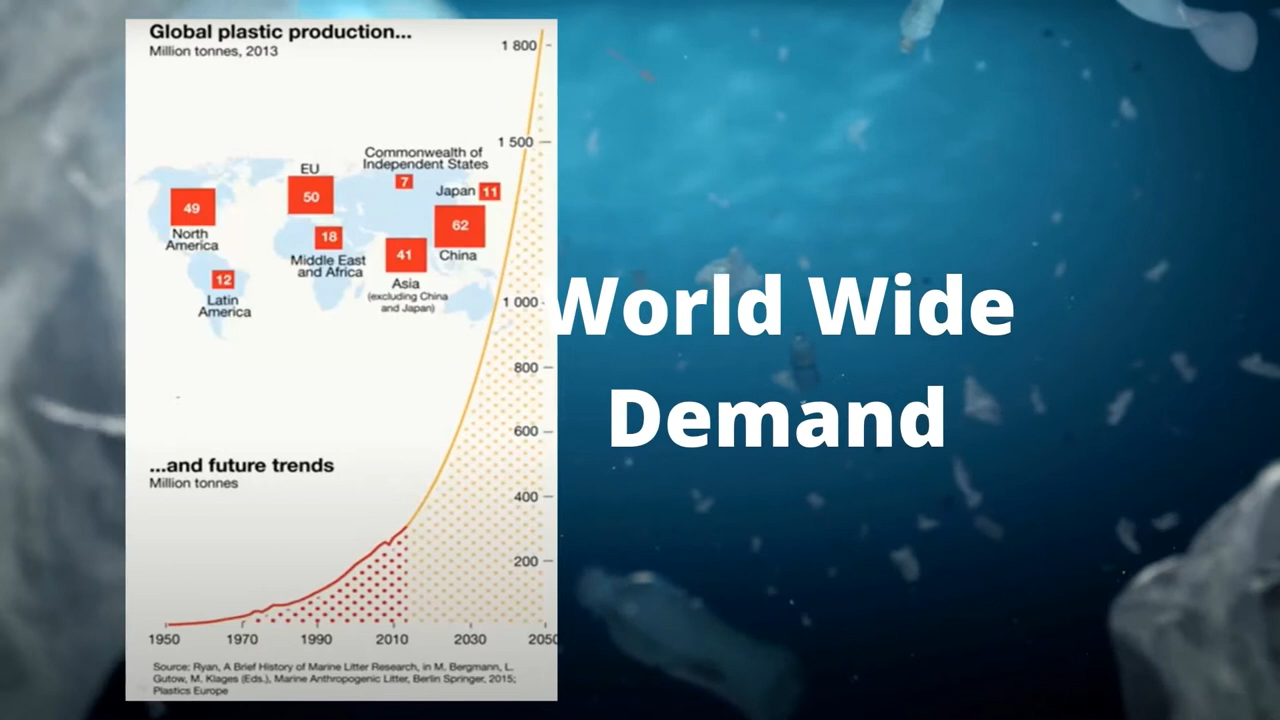 Global plastic production...
Million tonnes, 2013
1 800
1 500
Commonwealth of
Independent States
7
EU
50
Japan 11
49
North
America
18
Middle East
and Africa
62
China
41
Asia
(excluding China
and Japan)
12
Latin
America
1 000
World Wide
Demand
800
600
...and future trends
Million tonnes
400
200
1950 1970 1990 2010 2030 2050
Source: Ryan, A Brief History of Marine Litter Research, in M. Bergmann, L.
Gutow, M. Klages (Eds.), Marine Anthropogenic Litter, Berlin Springer, 2015;
Plastics Europe